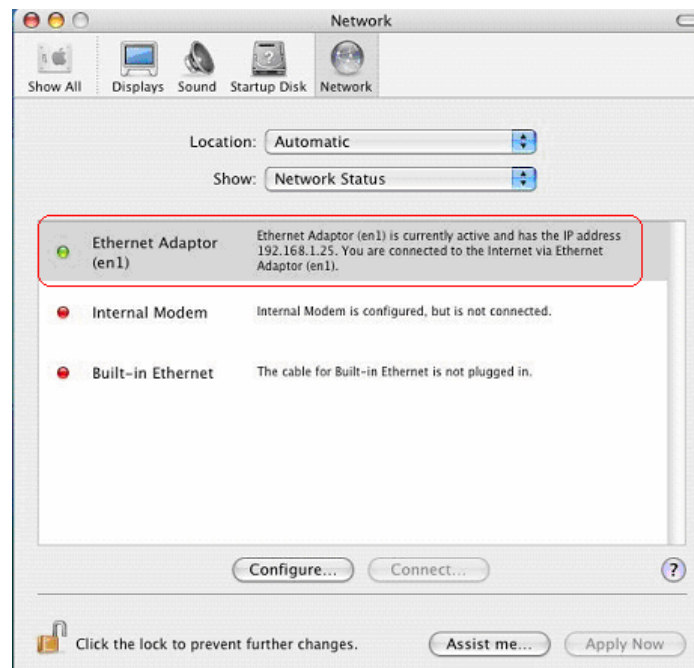 Network
Show All
Displays
Sound
Startup Disk
Network
Location: Automatic
Show: Network Status
Ethernet Adaptor
(en1)
Ethernet Adaptor (en1) is currently active and has the IP address
192.168.1.25. You are connected to the Internet via Ethernet
Adaptor (en1).
Internal Modem
Internal Modem is configured, but is not connected.
Built-in Ethernet
The cable for Built-in Ethernet is not plugged in.
Configure...
Connect...
?
Click the lock to prevent further changes.
Assist me...
Apply Now